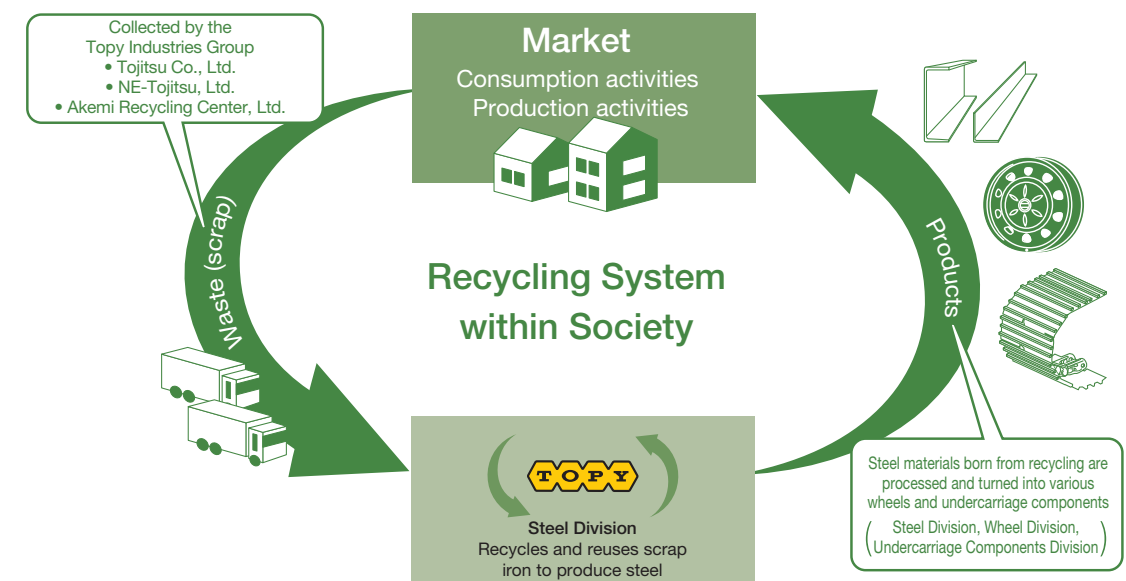 Collected by the
Topy Industries Group
• Tojitsu Co., Ltd.
• NE-Tojitsu, Ltd.
• Akemi Recycling Center, Ltd.
Market
Consumption activities
Production activities
Waste (scrap)
Recycling System
within Society
Products
TOPY
Steel Division
Recycles and reuses scrap
iron to produce steel
Steel materials born from recycling are
processed and turned into various
wheels and undercarriage components
(Steel Division, Wheel Division,
Undercarriage Components Division)